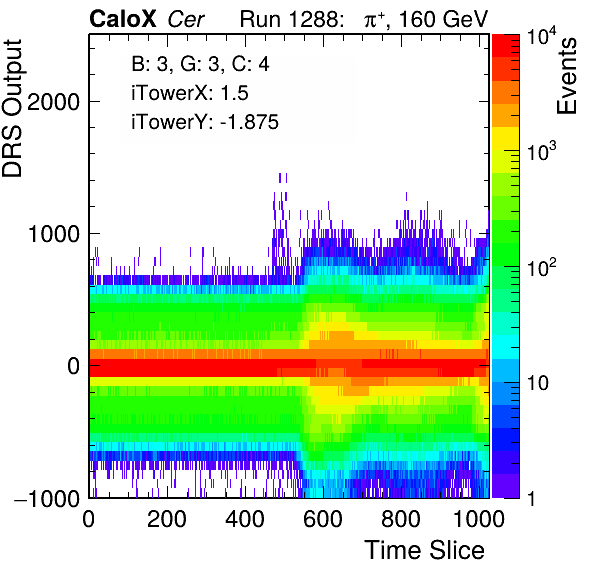 CaloX Cer Run 1288: π⁺, 160 GeV
B: 3, G: 3, C: 4
iTowerX: 1.5
iTowerY: -1.875
DRS Output
2000
1000
0
−1000
0 200 400 600 800 1000
Time Slice
Events
10⁴
10³
10²
10
1